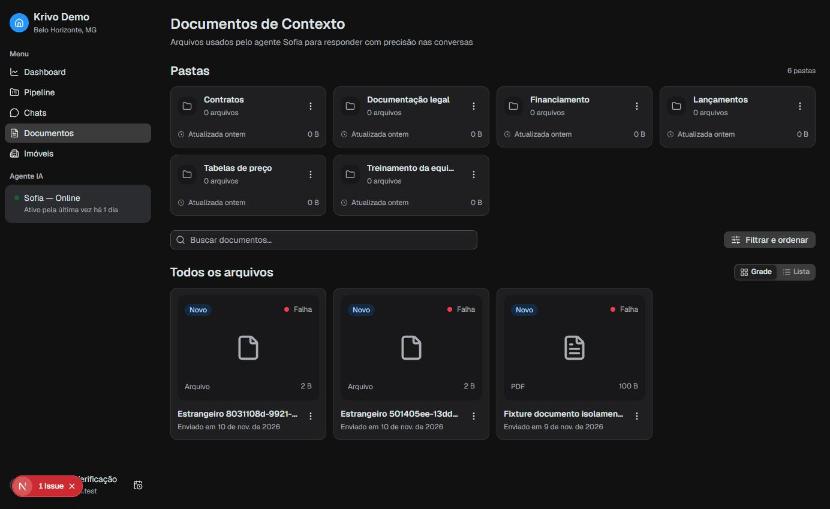 Krivo Demo
Belo Horizonte, MG
Menu
Dashboard
Pipeline
Chats
Documentos
Imóveis
Agente IA
Sofia — Online
Ativo pela última vez há 1 dia
Documentos de Contexto
Arquivos usados pelo agente Sofia para responder com precisão nas conversas
Pastas
6 pastas
Contratos
0 arquivos
Atualizada ontem 0 B
Documentação legal
0 arquivos
Atualizada ontem 0 B
Financiamento
0 arquivos
Atualizada ontem 0 B
Lançamentos
0 arquivos
Atualizada ontem 0 B
Tabelas de preço
0 arquivos
Atualizada ontem 0 B
Treinamento da equi...
0 arquivos
Atualizada ontem 0 B
Buscar documentos...
Filtrar e ordenar
Todos os arquivos
Grade Lista
Novo Falha
Arquivo 2 B
Estrangeiro 8031108d-9921-...
Enviado em 10 de nov. de 2026
Novo Falha
Arquivo 2 B
Estrangeiro 501405ee-13dd...
Enviado em 10 de nov. de 2026
Novo Falha
PDF 100 B
Fixture documento isolamen...
Enviado em 9 de nov. de 2026
erificação
.test
N 1 Issue